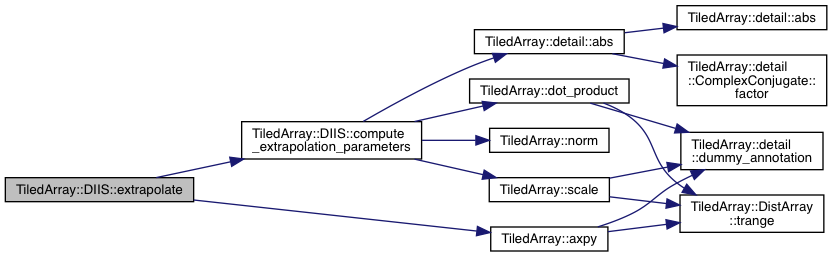 TiledArray::DIIS::extrapolate
TiledArray::DIIS::compute
_extrapolation_parameters
TiledArray::detail::abs
TiledArray::dot_product
TiledArray::norm
TiledArray::scale
TiledArray::axpy
TiledArray::detail::abs
TiledArray::detail
::ComplexConjugate::
factor
TiledArray::detail
::dummy_annotation
TiledArray::DistArray
::trange